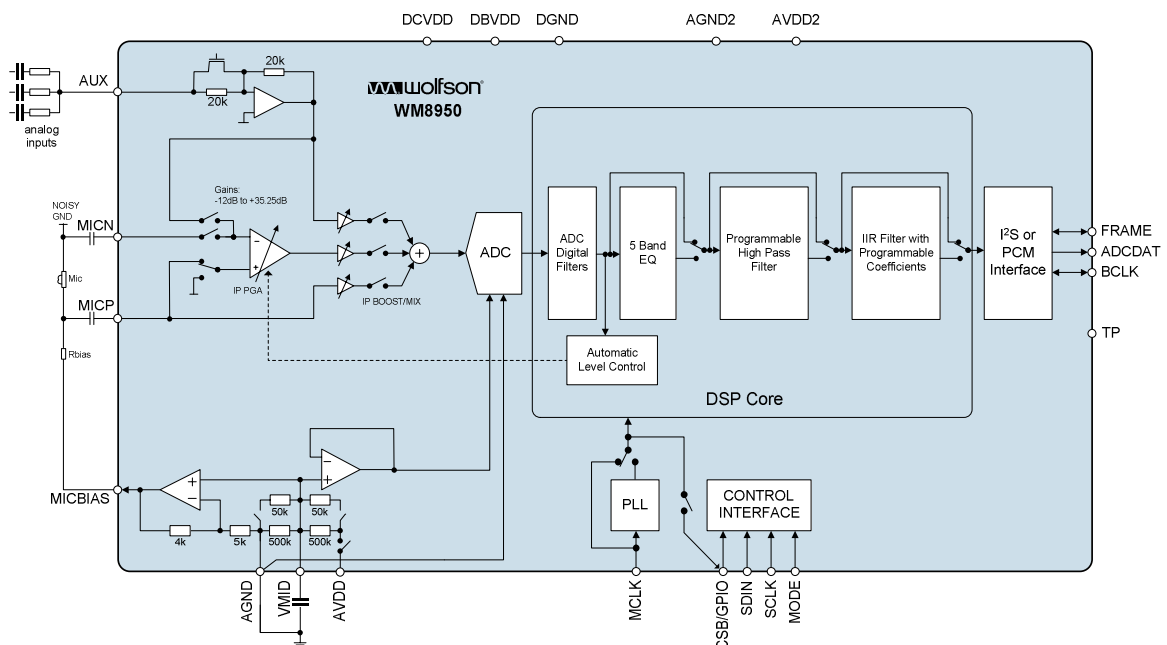 DCVDD
DBVDD
DGND
AGND2
AVDD2
20k
AUX
20k
wolfson®
WM8950
analog
inputs
Gains:
-12dB to +35.25dB
NOISY
GND
MICN
Mic
IP PGA
IP BOOST/MIX
MICP
Rbias
ADC
ADC
Digital
Filters
5 Band
EQ
Programmable
High Pass
Filter
IIR Filter with
Programmable
Coefficients
I²S or
PCM
Interface
FRAME
ADCDAT
BCLK
TP
Automatic
Level Control
DSP Core
MICBIAS
50k
50k
4k
5k
500k
500k
PLL
CONTROL
INTERFACE
AGND
VMID
AVDD
MCLK
CSB/GPIO
SDIN
SCLK
MODE